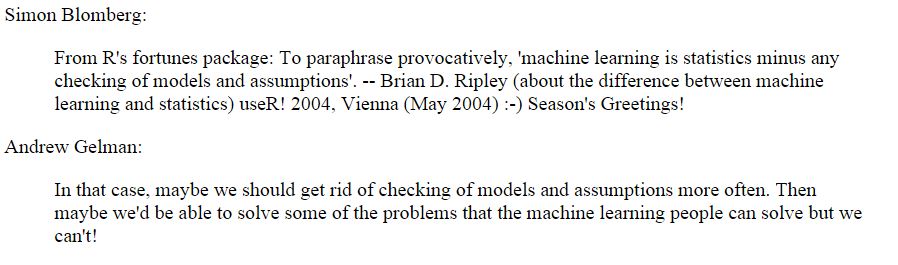 Simon Blomberg:
From R's fortunes package: To paraphrase provocatively, 'machine learning is statistics minus any
checking of models and assumptions'. -- Brian D. Ripley (about the difference between machine
learning and statistics) useR! 2004, Vienna (May 2004) :-) Season's Greetings!
Andrew Gelman:
In that case, maybe we should get rid of checking of models and assumptions more often. Then
maybe we'd be able to solve some of the problems that the machine learning people can solve but we
can't!